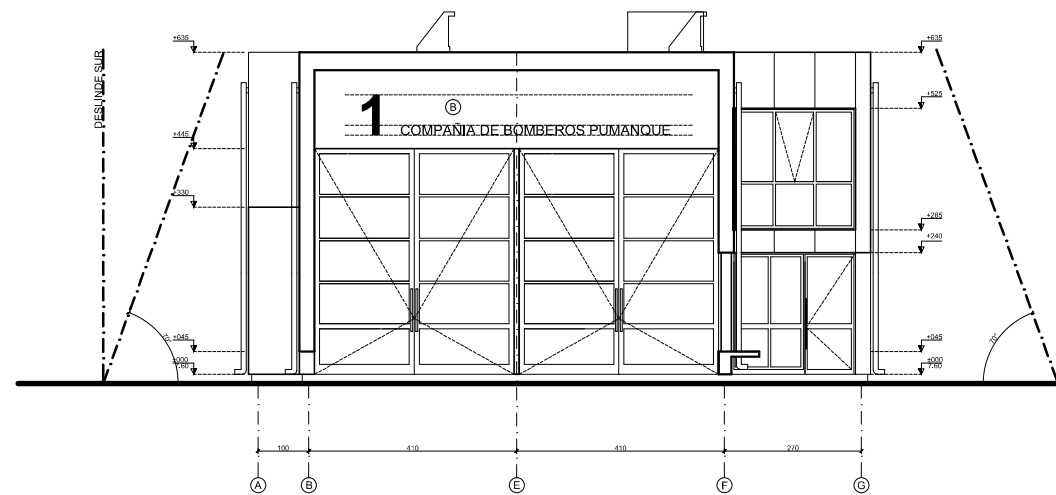 +635
+635
DESLINDE SUR
+525
1
B
COMPAÑIA DE BOMBEROS PUMANQUE
+445
+330
+285
+240
+045
+045
70°
70°
±000
7.60
±000
7.60
100
410
410
270
A
B
E
F
G